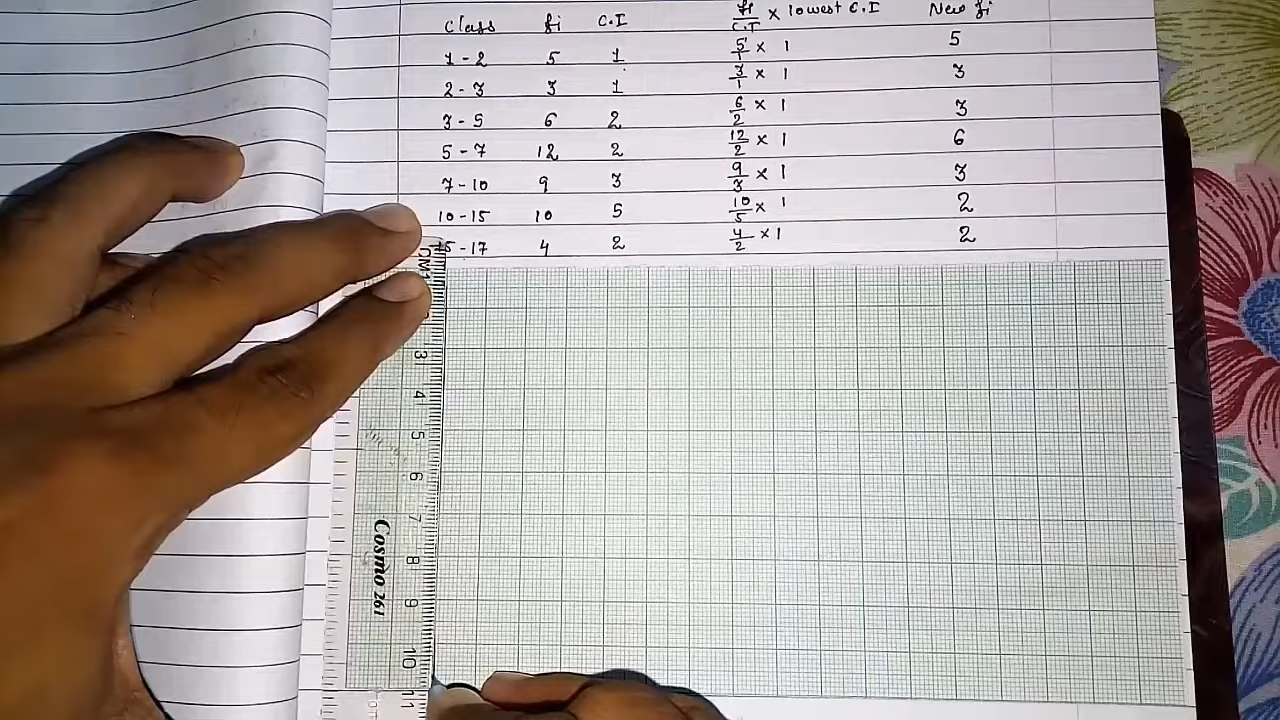 Class fi C.I fi/C.I x lowest C.I New fi
1 - 2 5 1 5/1 x 1 5
2 - 3 3 1 3/1 x 1 3
3 - 5 6 2 6/2 x 1 3
5 - 7 12 2 12/2 x 1 6
7 - 10 9 3 9/3 x 1 3
10 - 15 10 5 10/5 x 1 2
15 - 17 4 2 4/2 x 1 2
CM 1
3
4
5
6
7
8
9
10
11
Cosmo 261